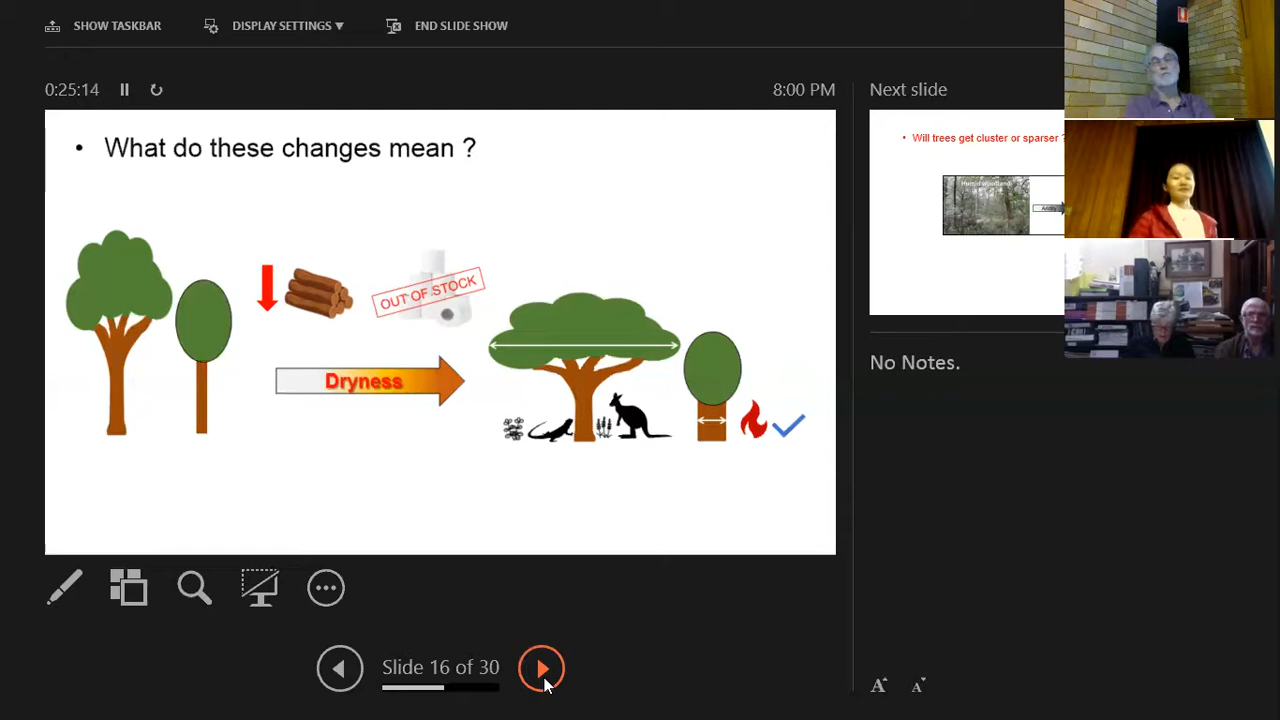 SHOW TASKBAR
DISPLAY SETTINGS ▼
END SLIDE SHOW
0:25:14
8:00 PM
• What do these changes mean ?
OUT OF STOCK
Dryness
Next slide
• Will trees get cluster or sparser ?
No Notes.
Slide 16 of 30
A
A